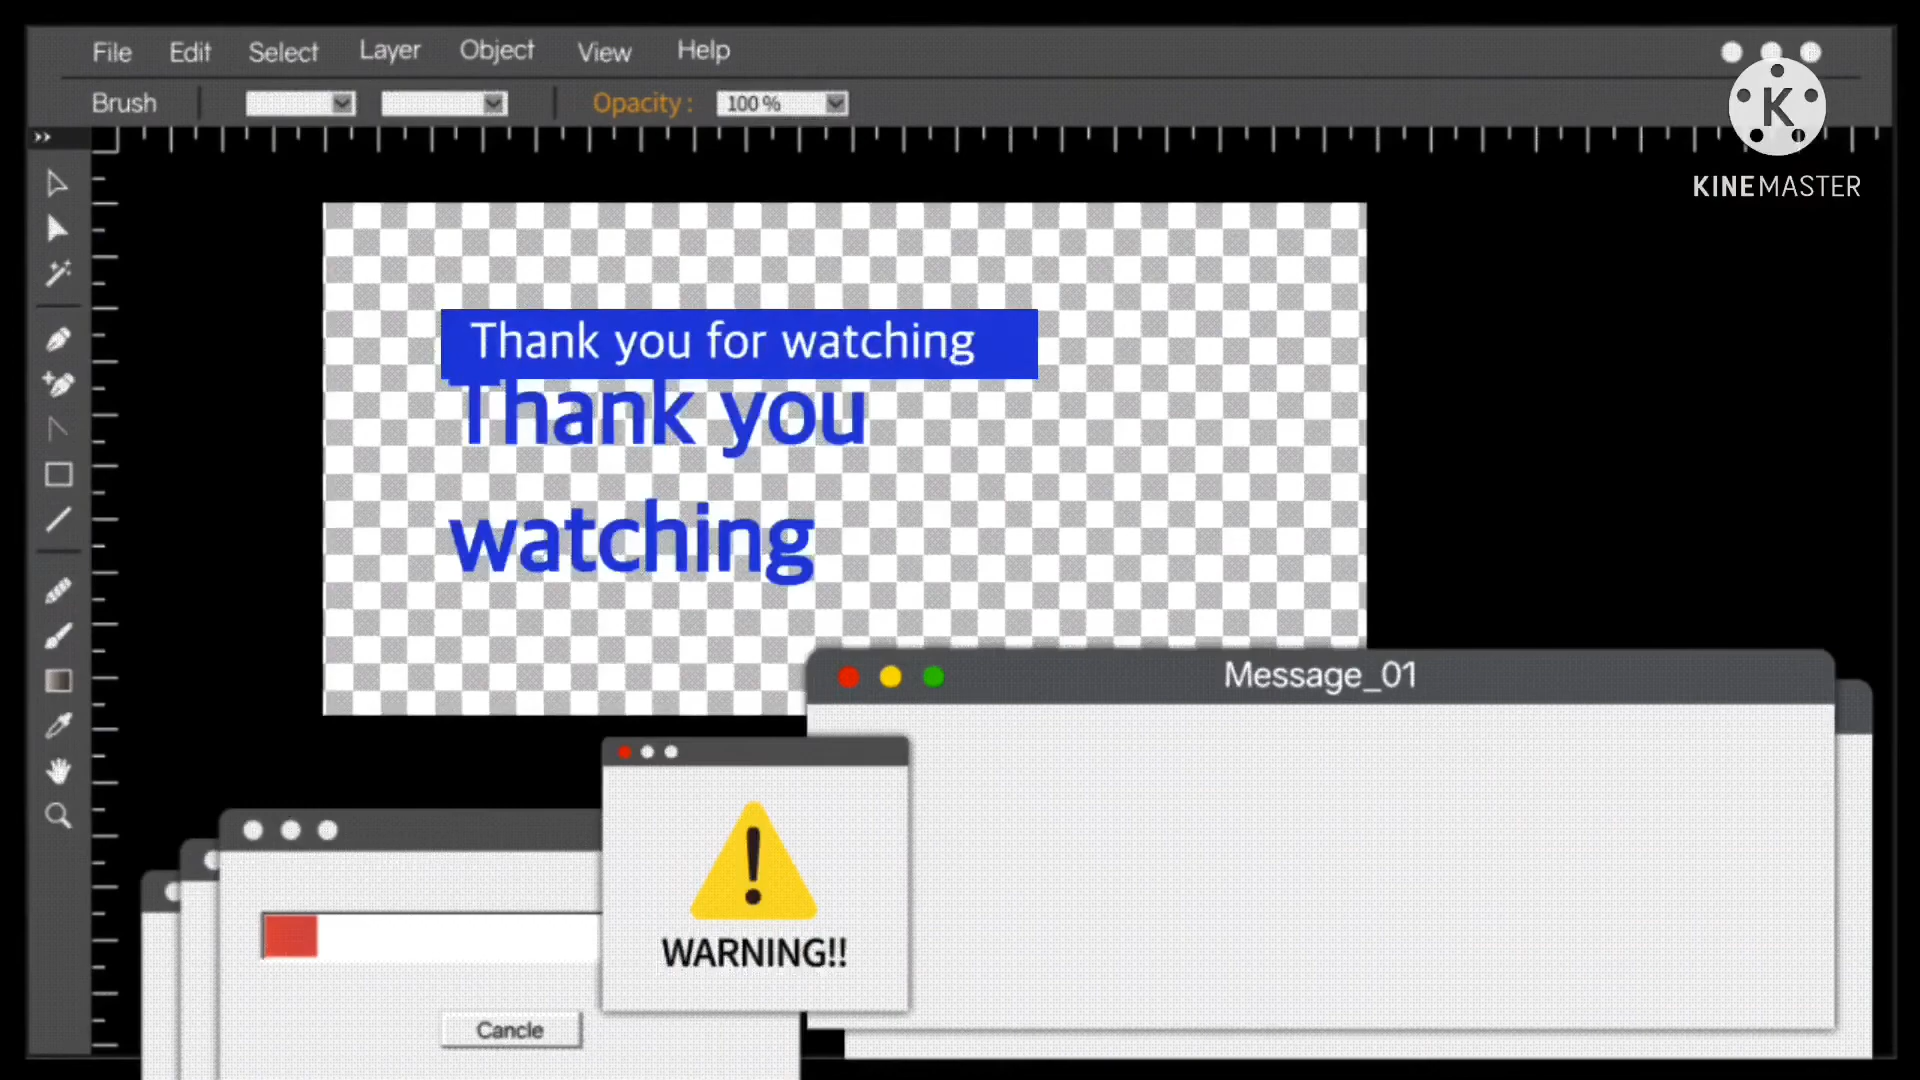 File Edit Select Layer Object View Help
Brush Opacity : 100 %
K
KINEMASTER
Thank you for watching
Thank you
watching
Message_01
WARNING!!
Cancle